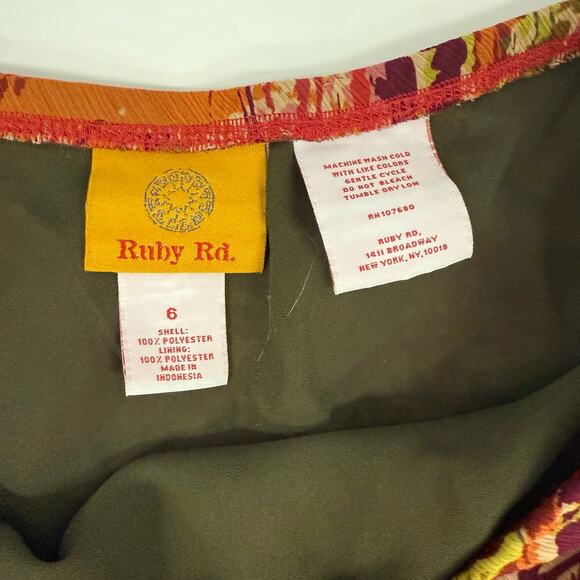 Ruby Rd.
6
SHELL:
100% POLYESTER
LINING:
100% POLYESTER
MADE IN
INDONESIA
MACHINE WASH COLD
WITH LIKE COLORS
GENTLE CYCLE
DO NOT BLEACH
TUMBLE DRY LOW
RN107680
RUBY RD.
1411 BROADWAY
NEW YORK, NY, 10018